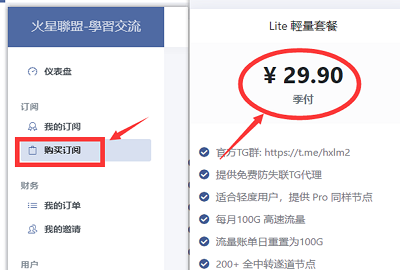 火星聯盟-學習交流
仪表盘
订阅
我的订阅
购买订阅
财务
我的订单
我的邀请
用户
Lite 輕量套餐
¥ 29.90
季付
官方TG群: https://t.me/hxlm2
提供免费防失联TG代理
适合轻度用户，提供 Pro 同样节点
每月100G 高速流量
流量账单日重置为100G
200+ 全中转遂道节点